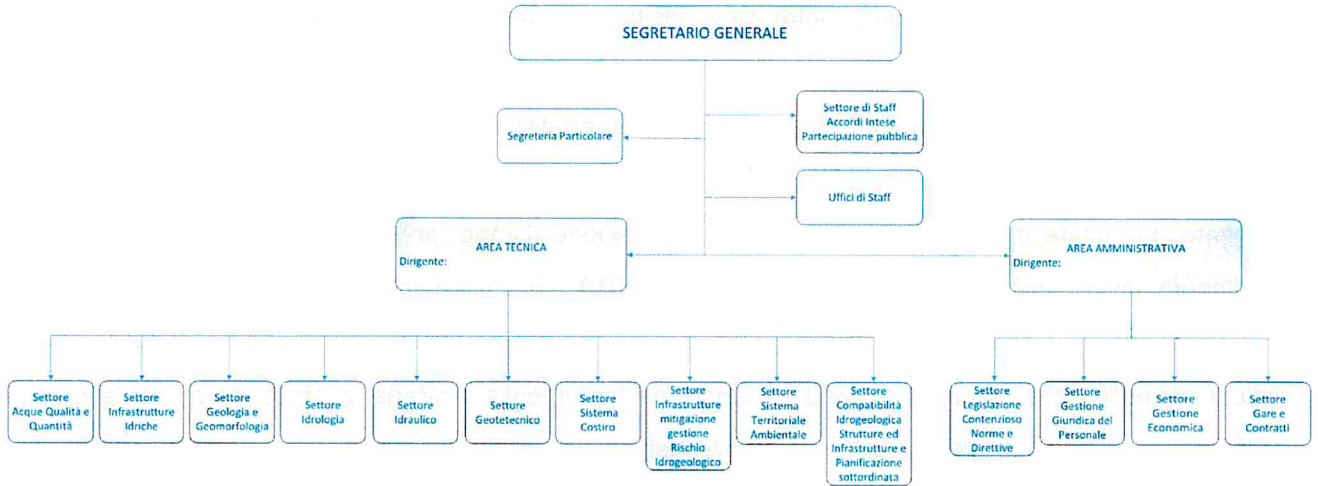 SEGRETARIO GENERALE
Segreteria Particolare
Settore di Staff
Accordi Intese
Partecipazione pubblica
Uffici di Staff
AREA TECNICA
Dirigente:
AREA AMMINISTRATIVA
Dirigente:
Settore
Acque Qualità e
Quantità
Settore
Infrastrutture
Idriche
Settore
Geologia e
Geomorfologia
Settore
Idrologia
Settore
Idraulico
Settore
Geotetecnico
Settore
Sistema
Costiro
Settore
Infrastrutture
mitigazione
gestione
Rischio
Idrogeologico
Settore
Sistema
Territoriale
Ambientale
Settore
Compatibilità
Idrogeologica
Strutture ed
Infrastrutture e
Pianificazione
sottordinata
Settore
Legislazione
Contenzioso
Norme e
Direttive
Settore Gestione
Giuridica del
Personale
Settore
Gestione
Economica
Settore
Gare e
Contratti